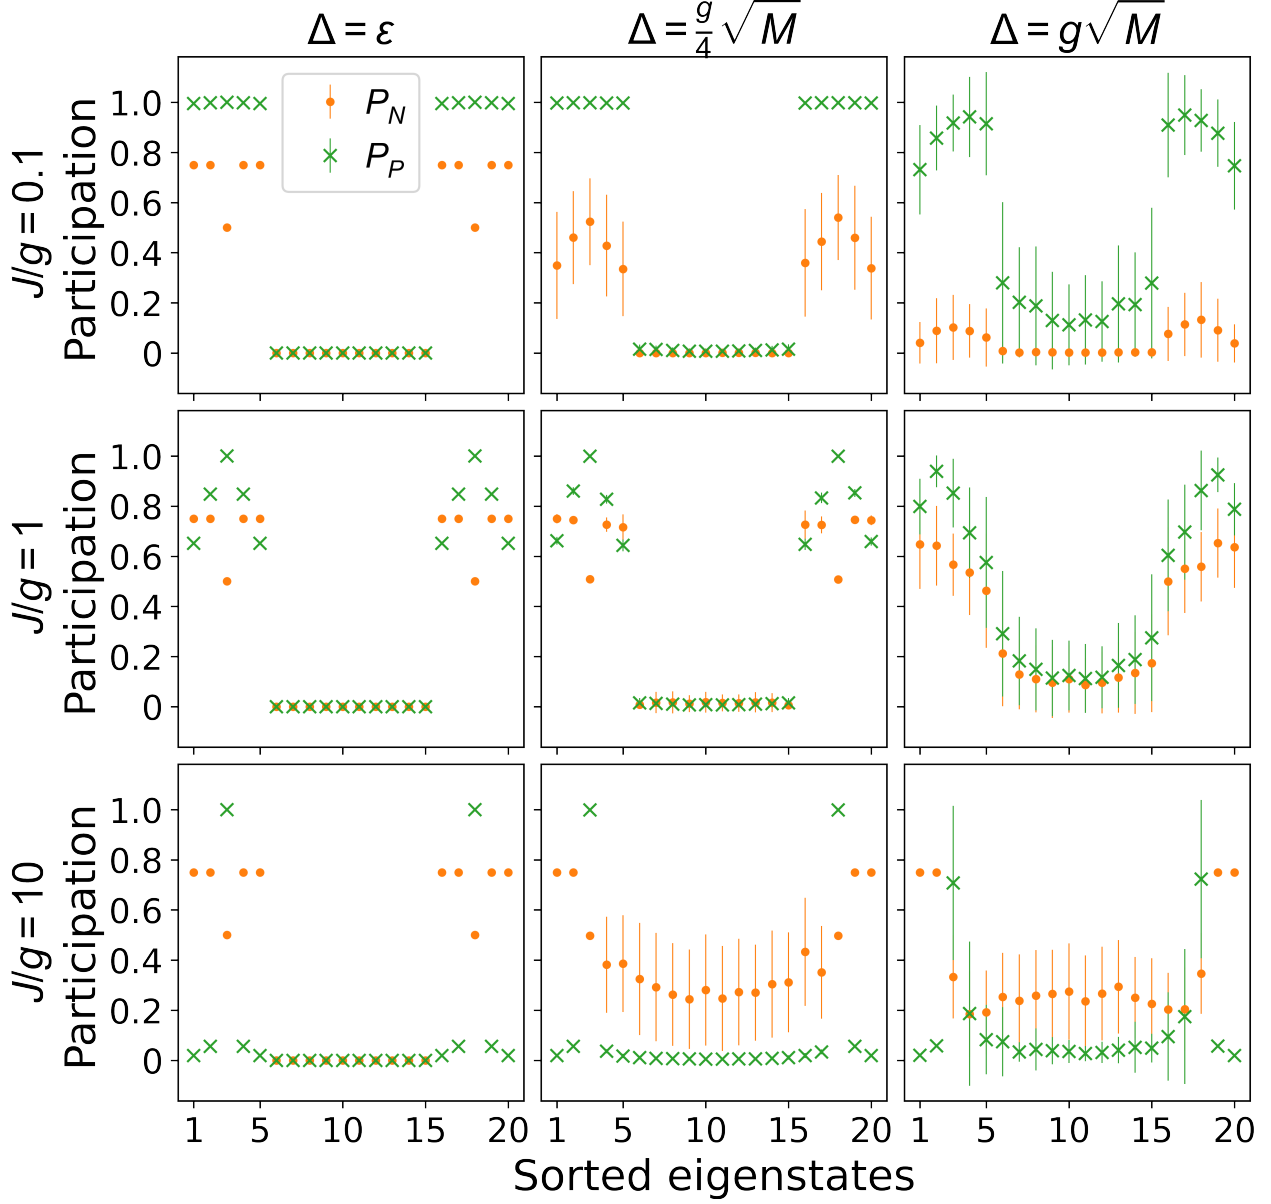 Δ = ε
Δ = g/4 √M
Δ = g√M
J/g = 0.1
Participation
1.0
0.8
0.6
0.4
0.2
0
P_N
P_P
J/g = 1
Participation
1.0
0.8
0.6
0.4
0.2
0
J/g = 10
Participation
1.0
0.8
0.6
0.4
0.2
0
1 5 10 15 20 1 5 10 15 20 1 5 10 15 20
Sorted eigenstates